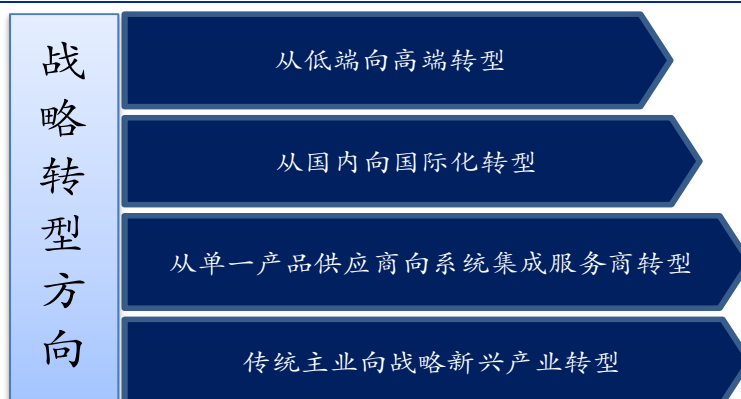 战略转型方向
从低端向高端转型
从国内向国际化转型
从单一产品供应商向系统集成服务商转型
传统主业向战略新兴产业转型